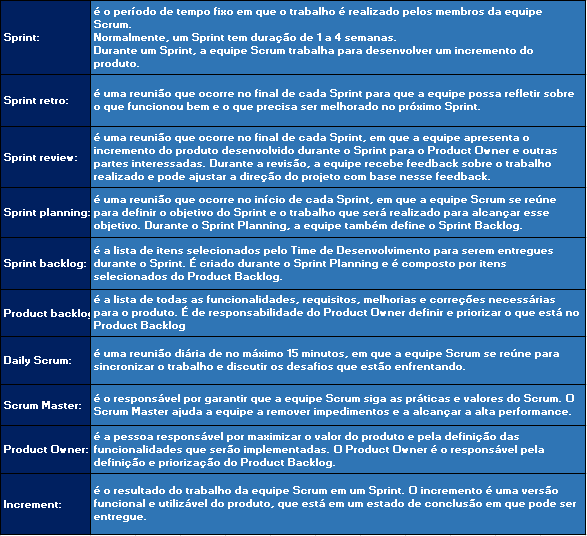 Sprint:
é o período de tempo fixo em que o trabalho é realizado pelos membros da equipe
Scrum.
Normalmente, um Sprint tem duração de 1 a 4 semanas.
Durante um Sprint, a equipe Scrum trabalha para desenvolver um incremento do
produto.
Sprint retro:
é uma reunião que ocorre no final de cada Sprint para que a equipe possa refletir sobre
o que funcionou bem e o que precisa ser melhorado no próximo Sprint.
Sprint review:
é uma reunião que ocorre no final de cada Sprint, em que a equipe apresenta o
incremento do produto desenvolvido durante o Sprint para o Product Owner e outras
partes interessadas. Durante a revisão, a equipe recebe feedback sobre o trabalho
realizado e pode ajustar a direção do projeto com base nesse feedback.
Sprint planning:
é uma reunião que ocorre no início de cada Sprint, em que a equipe Scrum se reúne
para definir o objetivo do Sprint e o trabalho que será realizado para alcançar esse
objetivo. Durante o Sprint Planning, a equipe também define o Sprint Backlog.
Sprint backlog:
é a lista de itens selecionados pelo Time de Desenvolvimento para serem entregues
durante o Sprint. É criado durante o Sprint Planning e é composto por itens
selecionados do Product Backlog.
Product backlog
é a lista de todas as funcionalidades, requisitos, melhorias e correções necessárias
para o produto. É de responsabilidade do Product Owner definir e priorizar o que está no
Product Backlog
Daily Scrum:
é uma reunião diária de no máximo 15 minutos, em que a equipe Scrum se reúne para
sincronizar o trabalho e discutir os desafios que estão enfrentando.
Scrum Master:
é o responsável por garantir que a equipe Scrum siga as práticas e valores do Scrum. O
Scrum Master ajuda a equipe a remover impedimentos e a alcançar a alta performance.
Product Owner:
é a pessoa responsável por maximizar o valor do produto e pela definição das
funcionalidades que serão implementadas. O Product Owner é o responsável pela
definição e priorização do Product Backlog.
Increment:
é o resultado do trabalho da equipe Scrum em um Sprint. O incremento é uma versão
funcional e utilizável do produto, que está em um estado de conclusão em que pode ser
entregue.